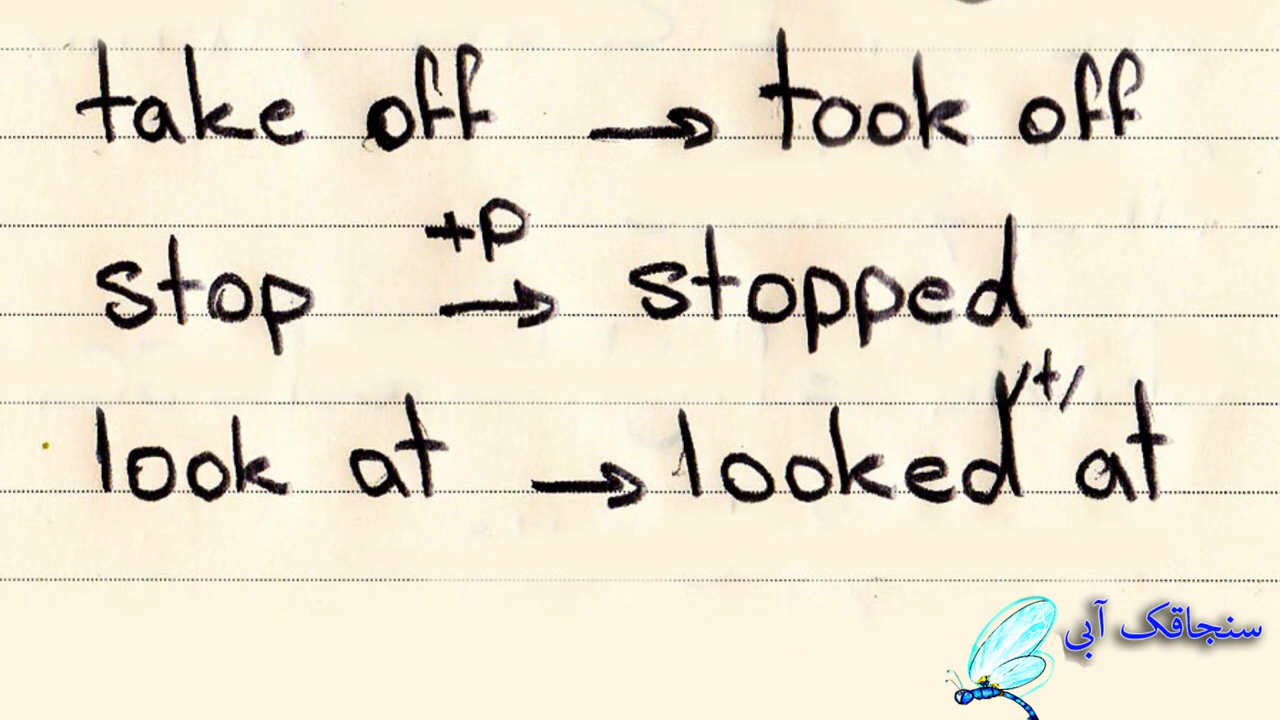 take off → took off
stop +p → stopped
look at → looked /t/ at
سنجاقک آبی